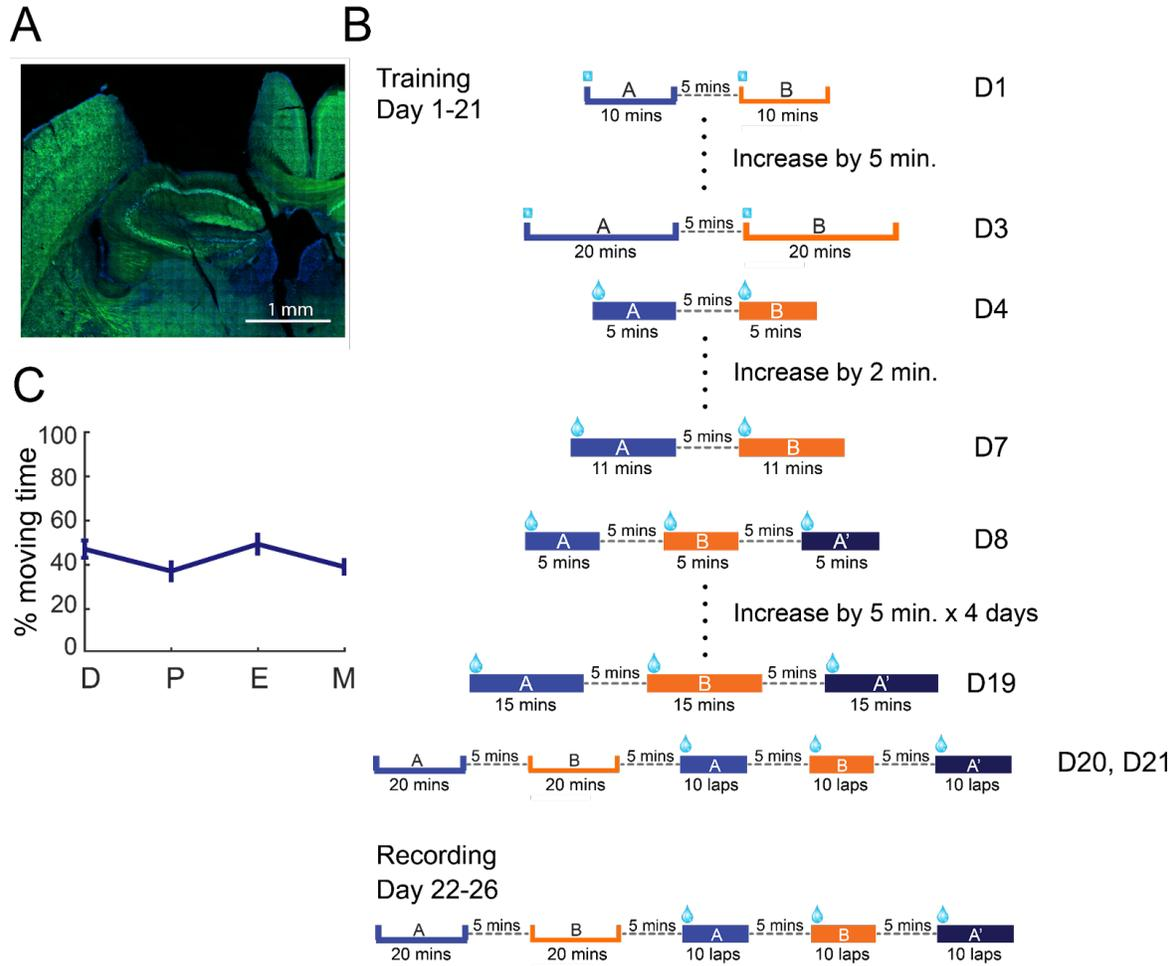 A
B
Training
Day 1-21
A
5 mins
B
D1
10 mins
10 mins
Increase by 5 min.
A
5 mins
B
D3
20 mins
20 mins
1 mm
A
5 mins
B
D4
5 mins
5 mins
Increase by 2 min.
C
A
5 mins
B
D7
11 mins
11 mins
100
80
60
40
20
0
% moving time
D P E M
A
5 mins
B
5 mins
A'
D8
5 mins
5 mins
5 mins
Increase by 5 min. x 4 days
A
5 mins
B
5 mins
A'
D19
15 mins
15 mins
15 mins
A
5 mins
B
5 mins
A
5 mins
B
5 mins
A'
D20, D21
20 mins
20 mins
10 laps
10 laps
10 laps
Recording
Day 22-26
A
5 mins
B
5 mins
A
5 mins
B
5 mins
A'
20 mins
20 mins
10 laps
10 laps
10 laps